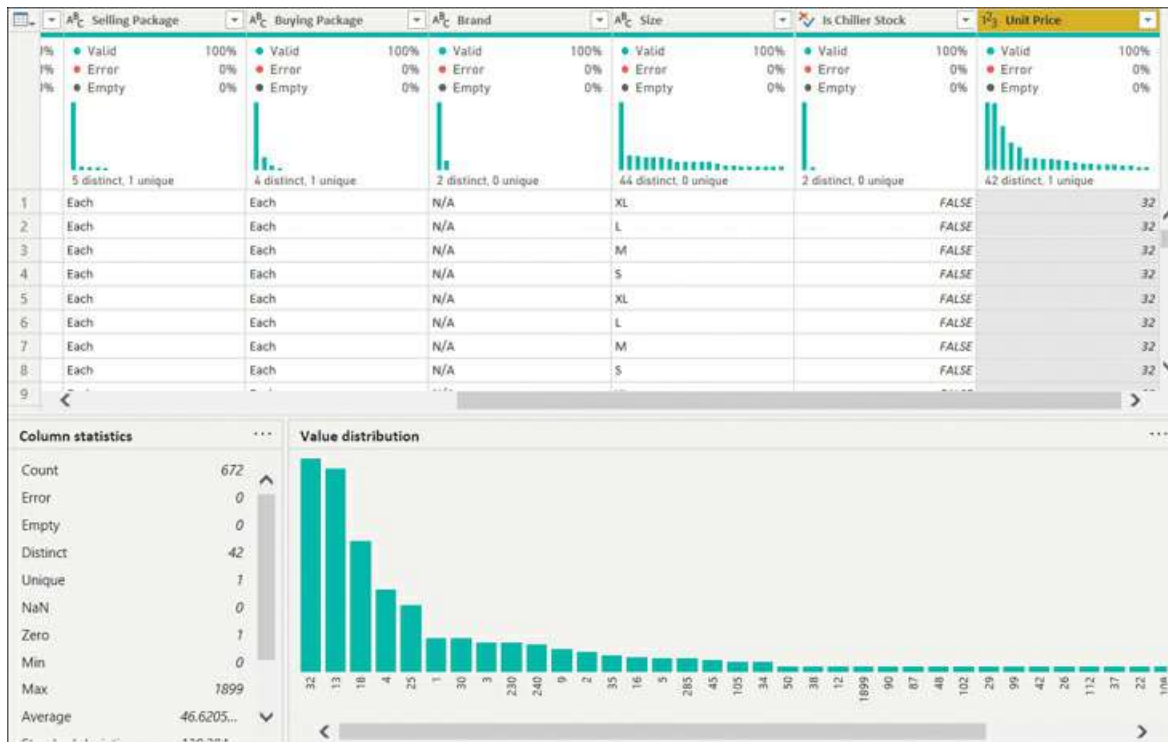 ABC Selling Package ABC Buying Package ABC Brand ABC Size Is Chiller Stock 123 Unit Price
Valid 100% Valid 100% Valid 100% Valid 100% Valid 100% Valid 100%
Error 0% Error 0% Error 0% Error 0% Error 0% Error 0%
Empty 0% Empty 0% Empty 0% Empty 0% Empty 0% Empty 0%
5 distinct, 1 unique 4 distinct, 1 unique 2 distinct, 0 unique 44 distinct, 0 unique 2 distinct, 0 unique 42 distinct, 1 unique
1 Each Each N/A XL FALSE 32
2 Each Each N/A L FALSE 32
3 Each Each N/A M FALSE 32
4 Each Each N/A S FALSE 32
5 Each Each N/A XL FALSE 32
6 Each Each N/A L FALSE 32
7 Each Each N/A M FALSE 32
8 Each Each N/A S FALSE 32
9
Column statistics ... Value distribution ...
Count 672
Error 0
Empty 0
Distinct 42
Unique 1
NaN 0
Zero 1
Min 0
Max 1899
Average 46.6205...
32 13 18 4 25 1 30 3 230 240 9 2 35 16 5 285 45 105 34 50 38 12 1899 90 87 48 102 29 99 42 26 112 37 22